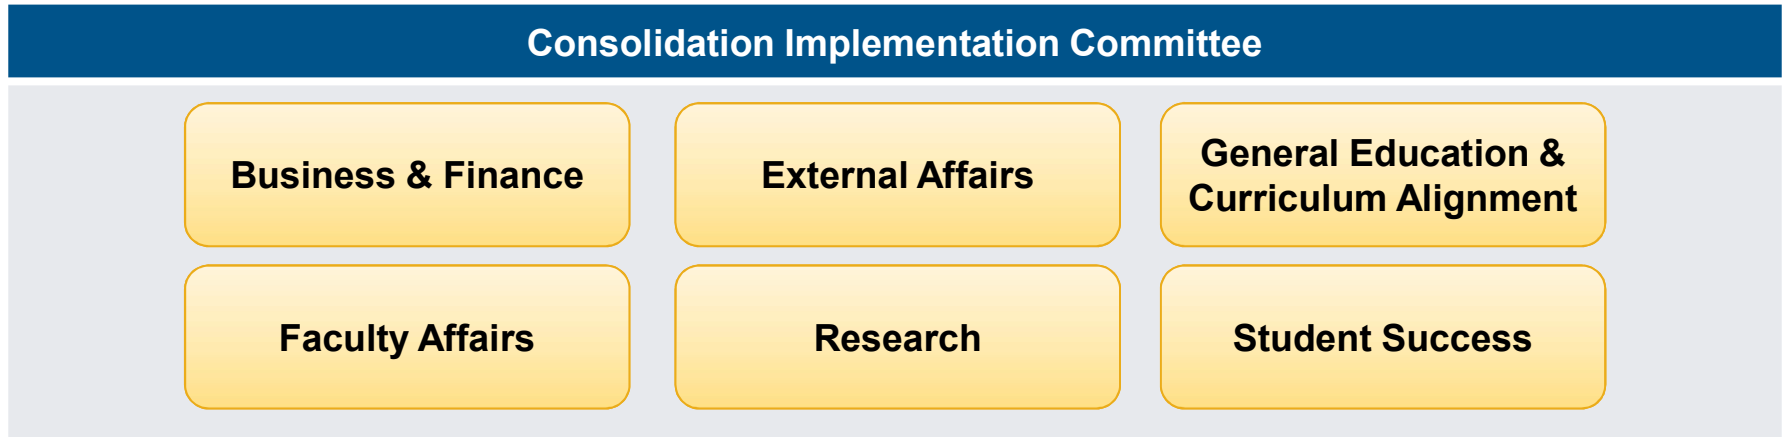 Consolidation Implementation Committee
Business & Finance
External Affairs
General Education &
Curriculum Alignment
Faculty Affairs
Research
Student Success